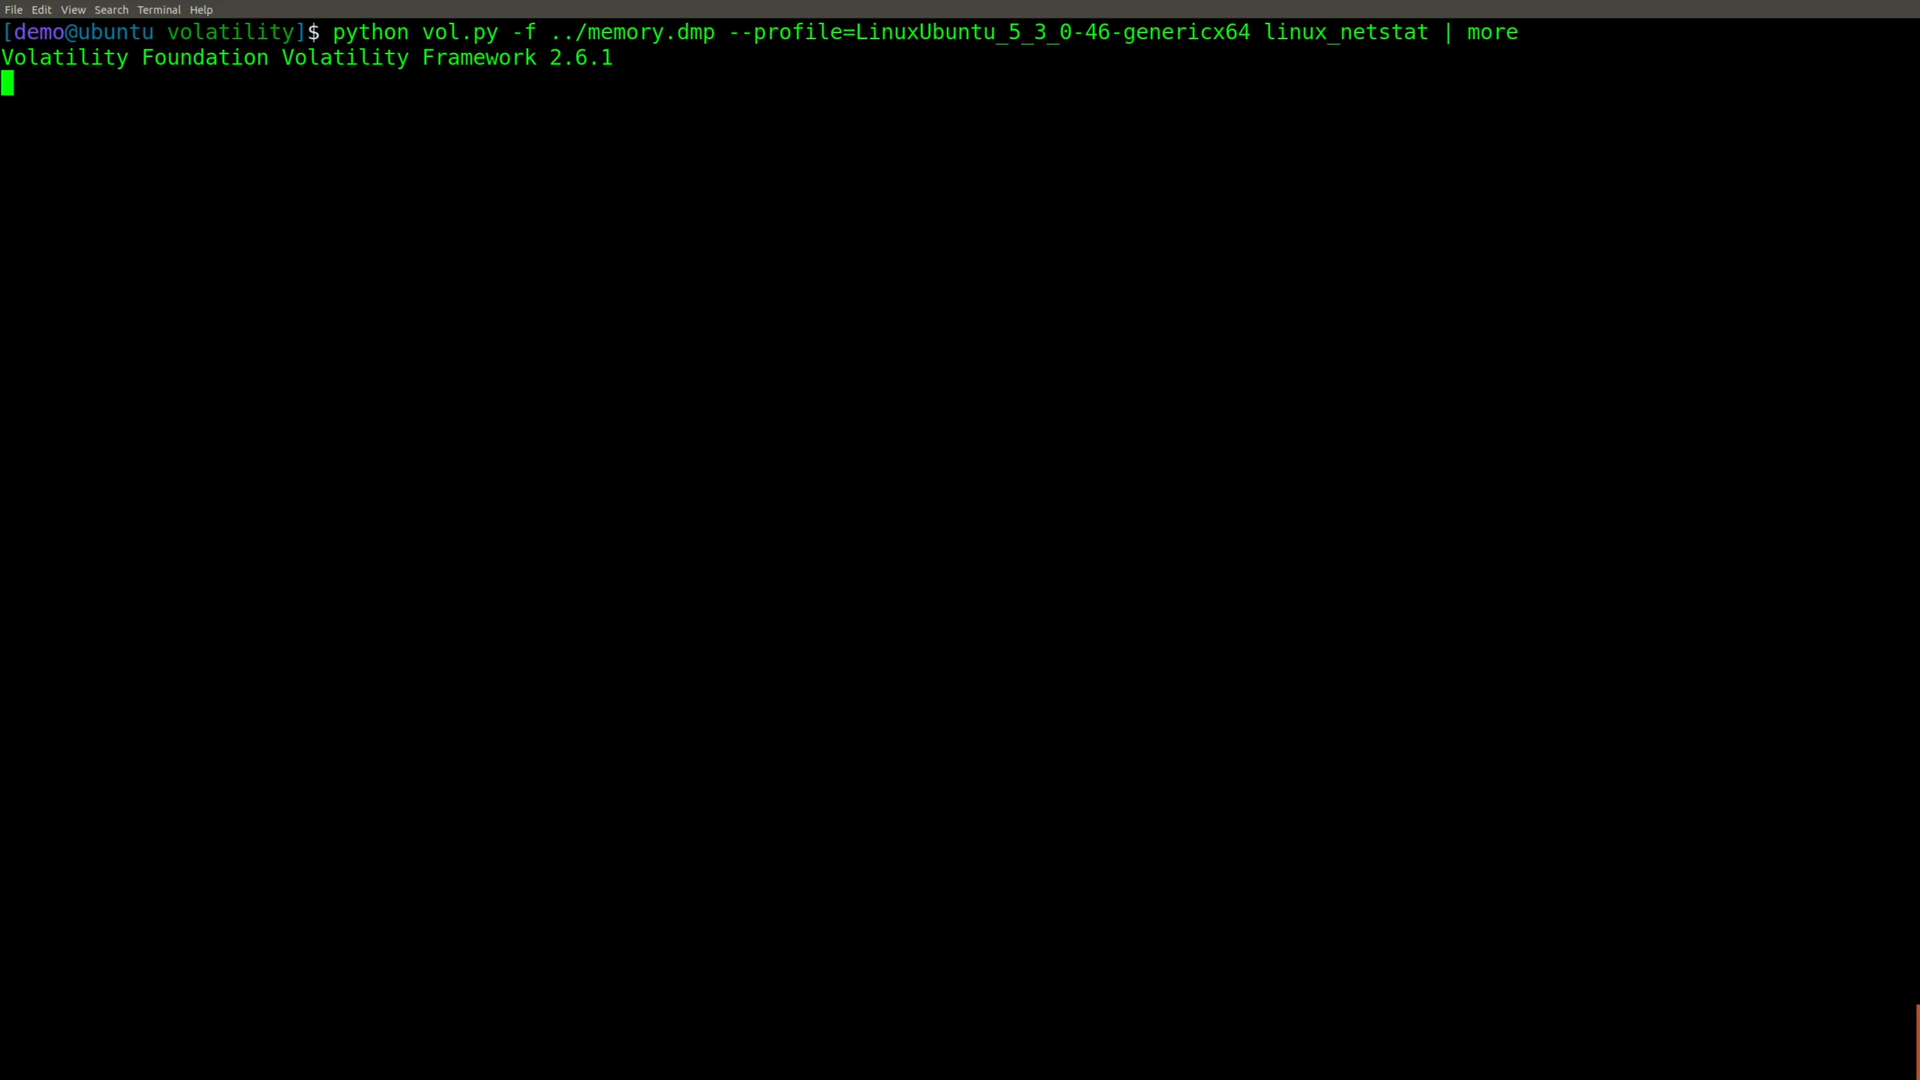 File Edit View Search Terminal Help
[demo@ubuntu volatility]$ python vol.py -f ../memory.dmp --profile=LinuxUbuntu_5_3_0-46-genericx64 linux_netstat | more
Volatility Foundation Volatility Framework 2.6.1